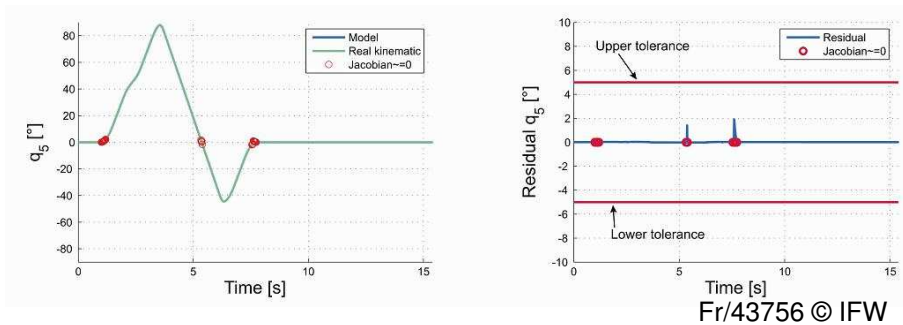 80
60
40
20
0
-20
-40
-60
-80
q5 [°]
0
5
10
15
Time [s]
Model
Real kinematic
Jacobian~=0
10
8
6
4
2
0
-2
-4
-6
-8
-10
Residual q5 [°]
0
5
10
15
Time [s]
Residual
Jacobian~=0
Upper tolerance
Lower tolerance
Fr/43756 © IFW